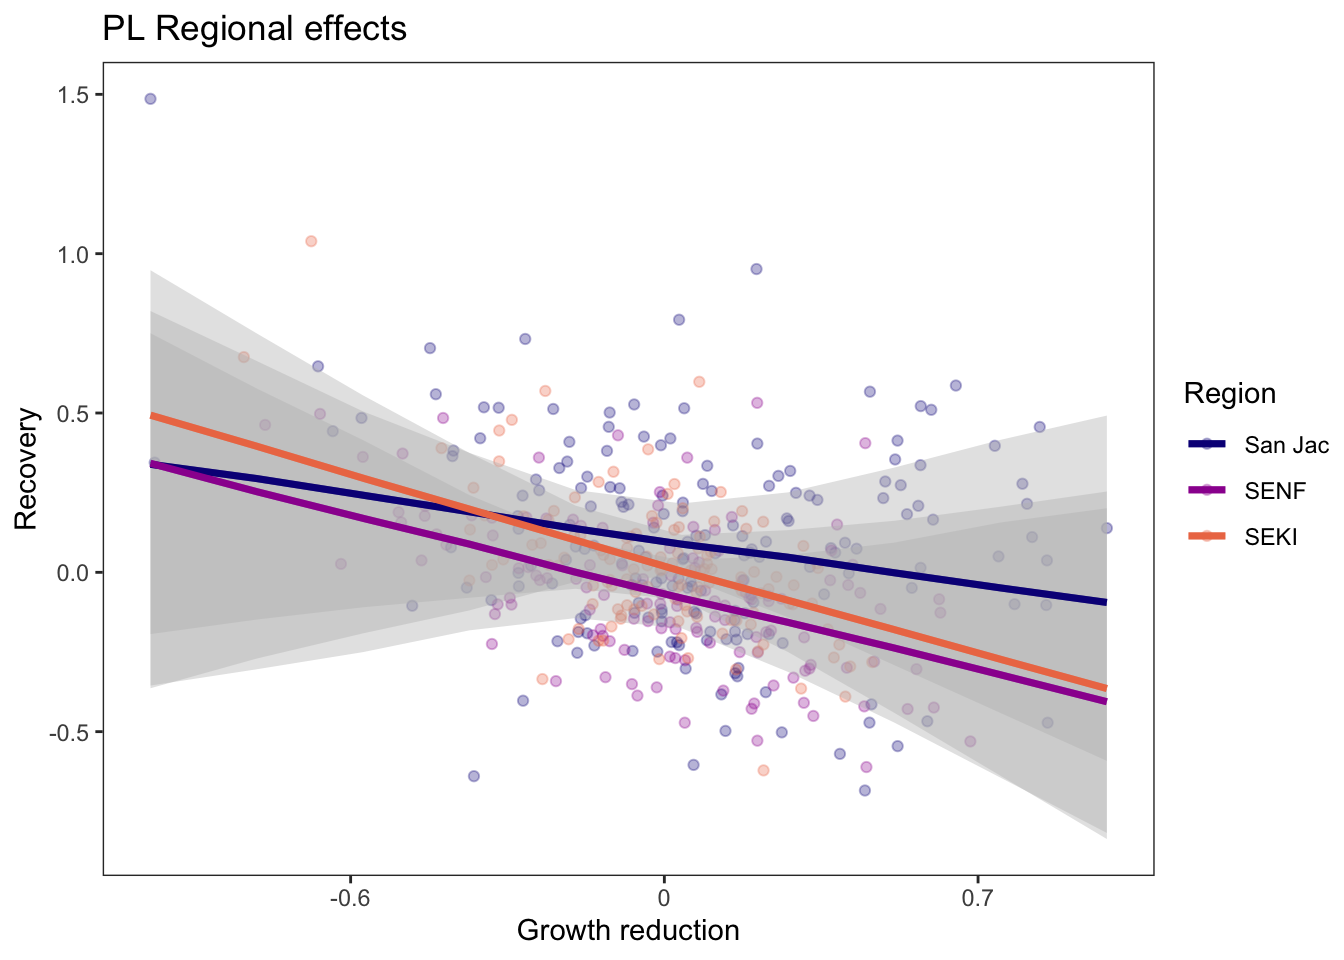 PL Regional effects
1.5
1.0
0.5
0.0
-0.5
Recovery
-0.6
0
0.7
Growth reduction
Region
San Jac
SENF
SEKI